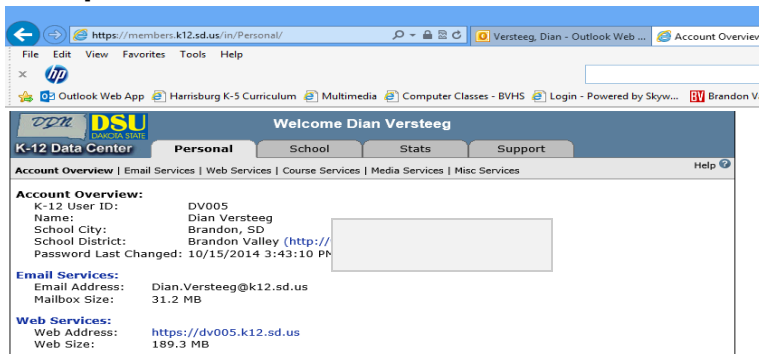 https://members.k12.sd.us/in/Personal/
Versteeg, Dian - Outlook Web ...
Account Overview
File Edit View Favorites Tools Help
hp
Outlook Web App Harrisburg K-5 Curriculum Multimedia Computer Classes - BVHS Login - Powered by Skyw... BV Brandon
DDN DSU Welcome Dian Versteeg
DAKOTA STATE
K-12 Data Center Personal School Stats Support
Account Overview | Email Services | Web Services | Course Services | Media Services | Misc Services Help
Account Overview:
K-12 User ID: DV005
Name: Dian Versteeg
School City: Brandon, SD
School District: Brandon Valley (http://
Password Last Changed: 10/15/2014 3:43:10 PM
Email Services:
Email Address: Dian.Versteeg@k12.sd.us
Mailbox Size: 31.2 MB
Web Services:
Web Address: https://dv005.k12.sd.us
Web Size: 189.3 MB